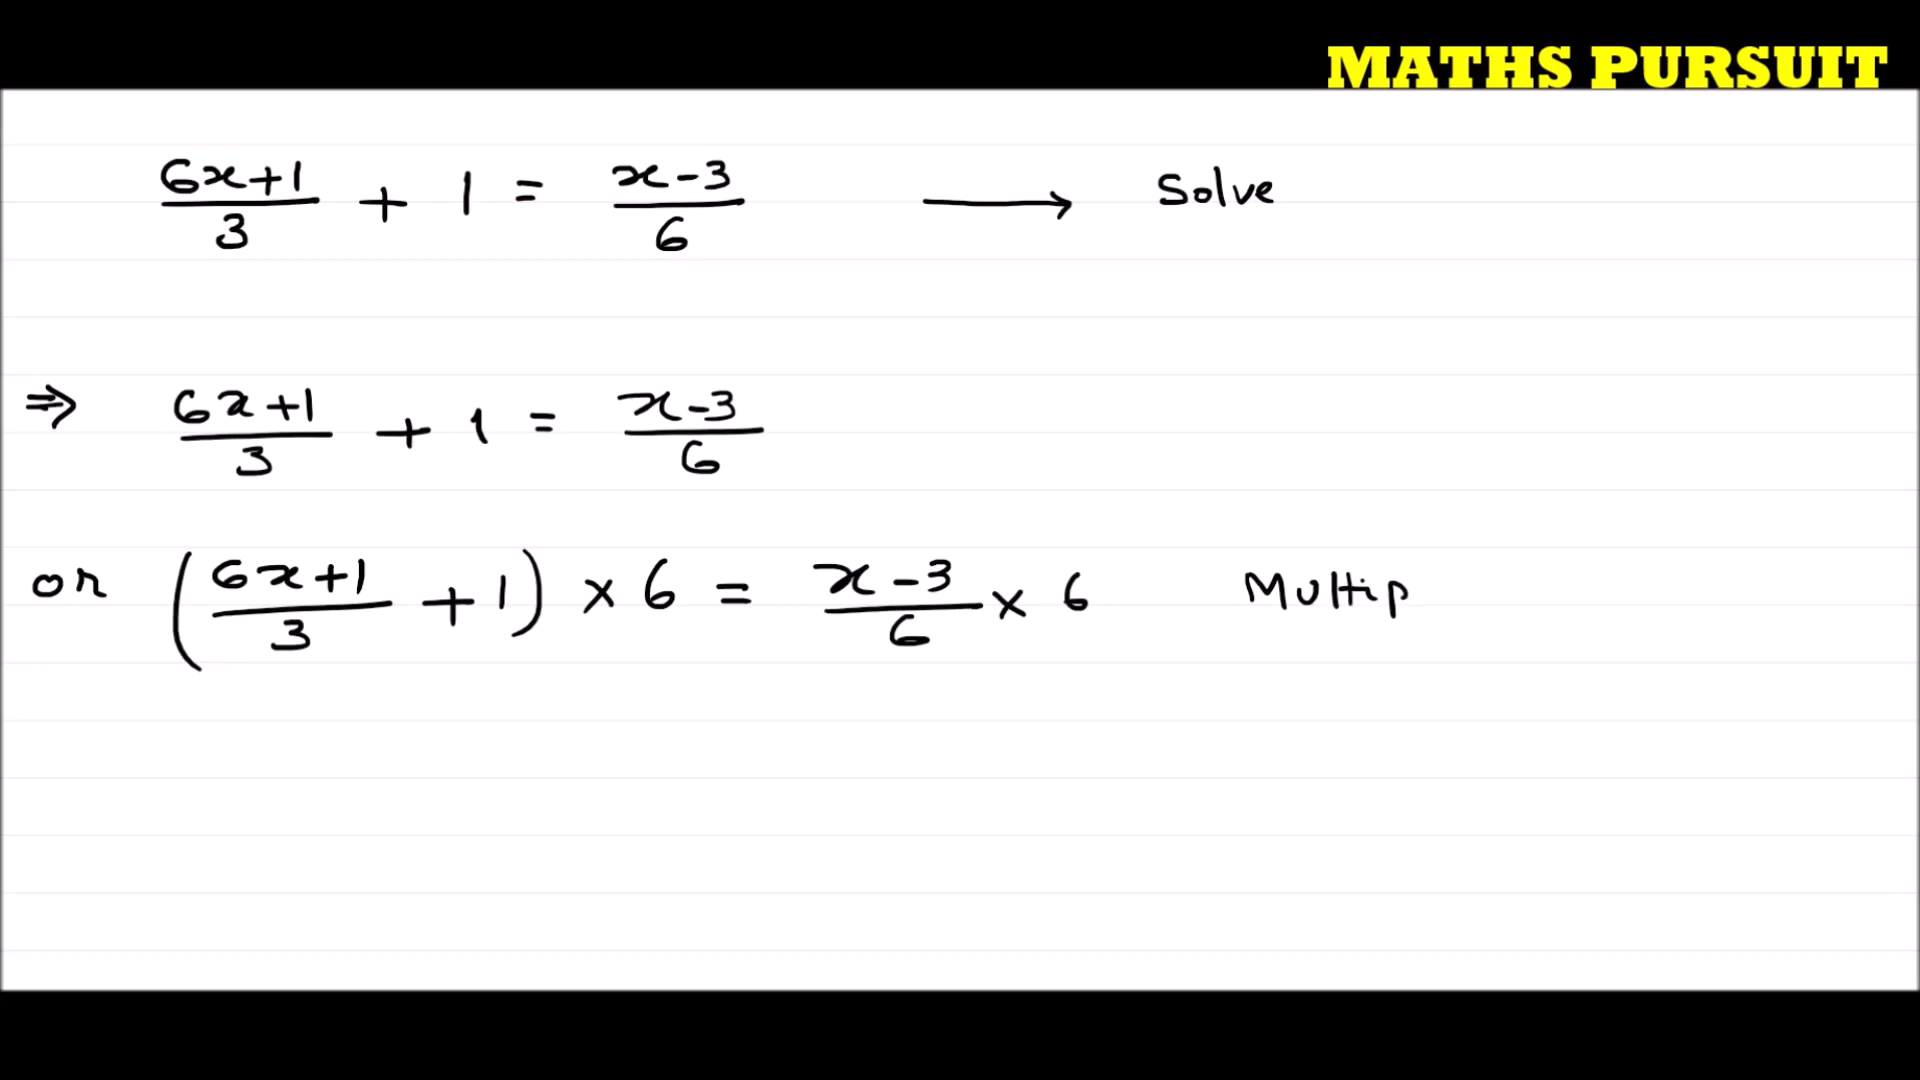 MATHS PURSUIT
(6x+1)/3 + 1 = (x-3)/6 → Solve
⇒ (6x+1)/3 + 1 = (x-3)/6
or ((6x+1)/3 + 1) × 6 = (x-3)/6 × 6 Multip